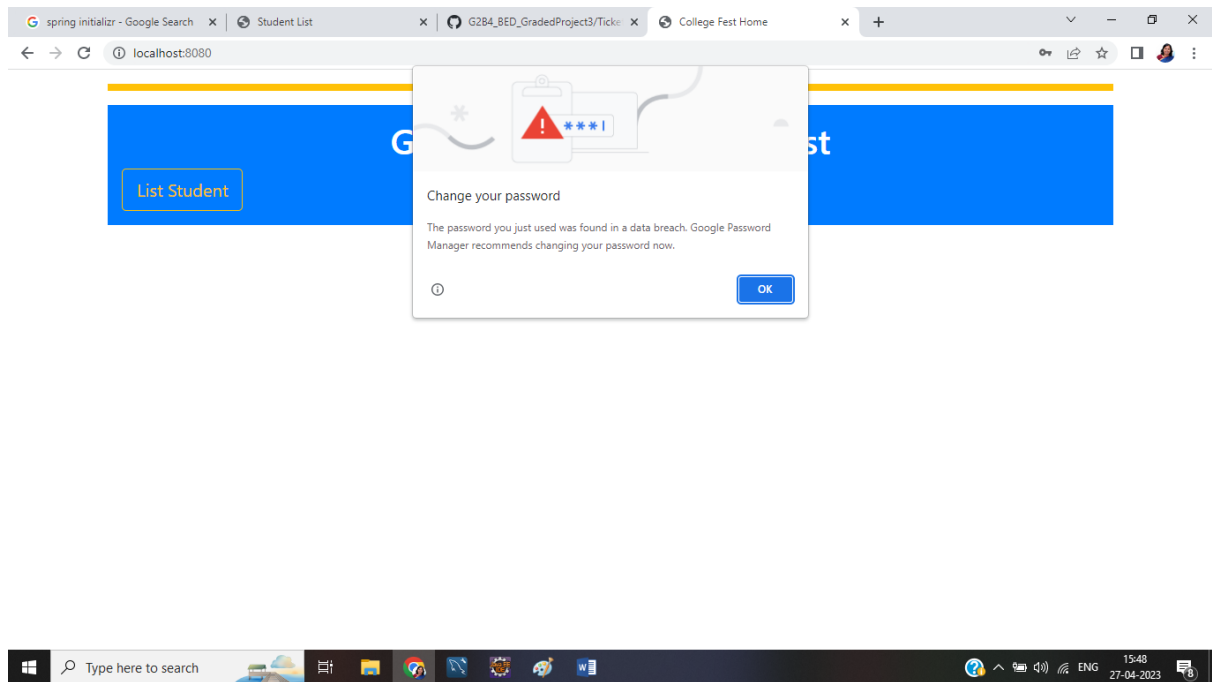 spring initializr - Google Search
Student List
G2B4_BED_GradedProject3/Ticke
College Fest Home
localhost:8080
G
st
List Student
***
Change your password
The password you just used was found in a data breach. Google Password
Manager recommends changing your password now.
OK
Type here to search
ENG
15:48
27-04-2023
8